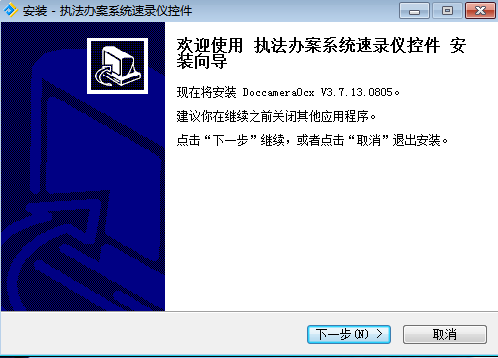 安装 - 执法办案系统速录仪控件
欢迎使用 执法办案系统速录仪控件 安
装向导
现在将安装 DoccameraOcx V3.7.13.0805。
建议你在继续之前关闭其他应用程序。
点击“下一步”继续，或者点击“取消”退出安装。
下一步(N) >
取消